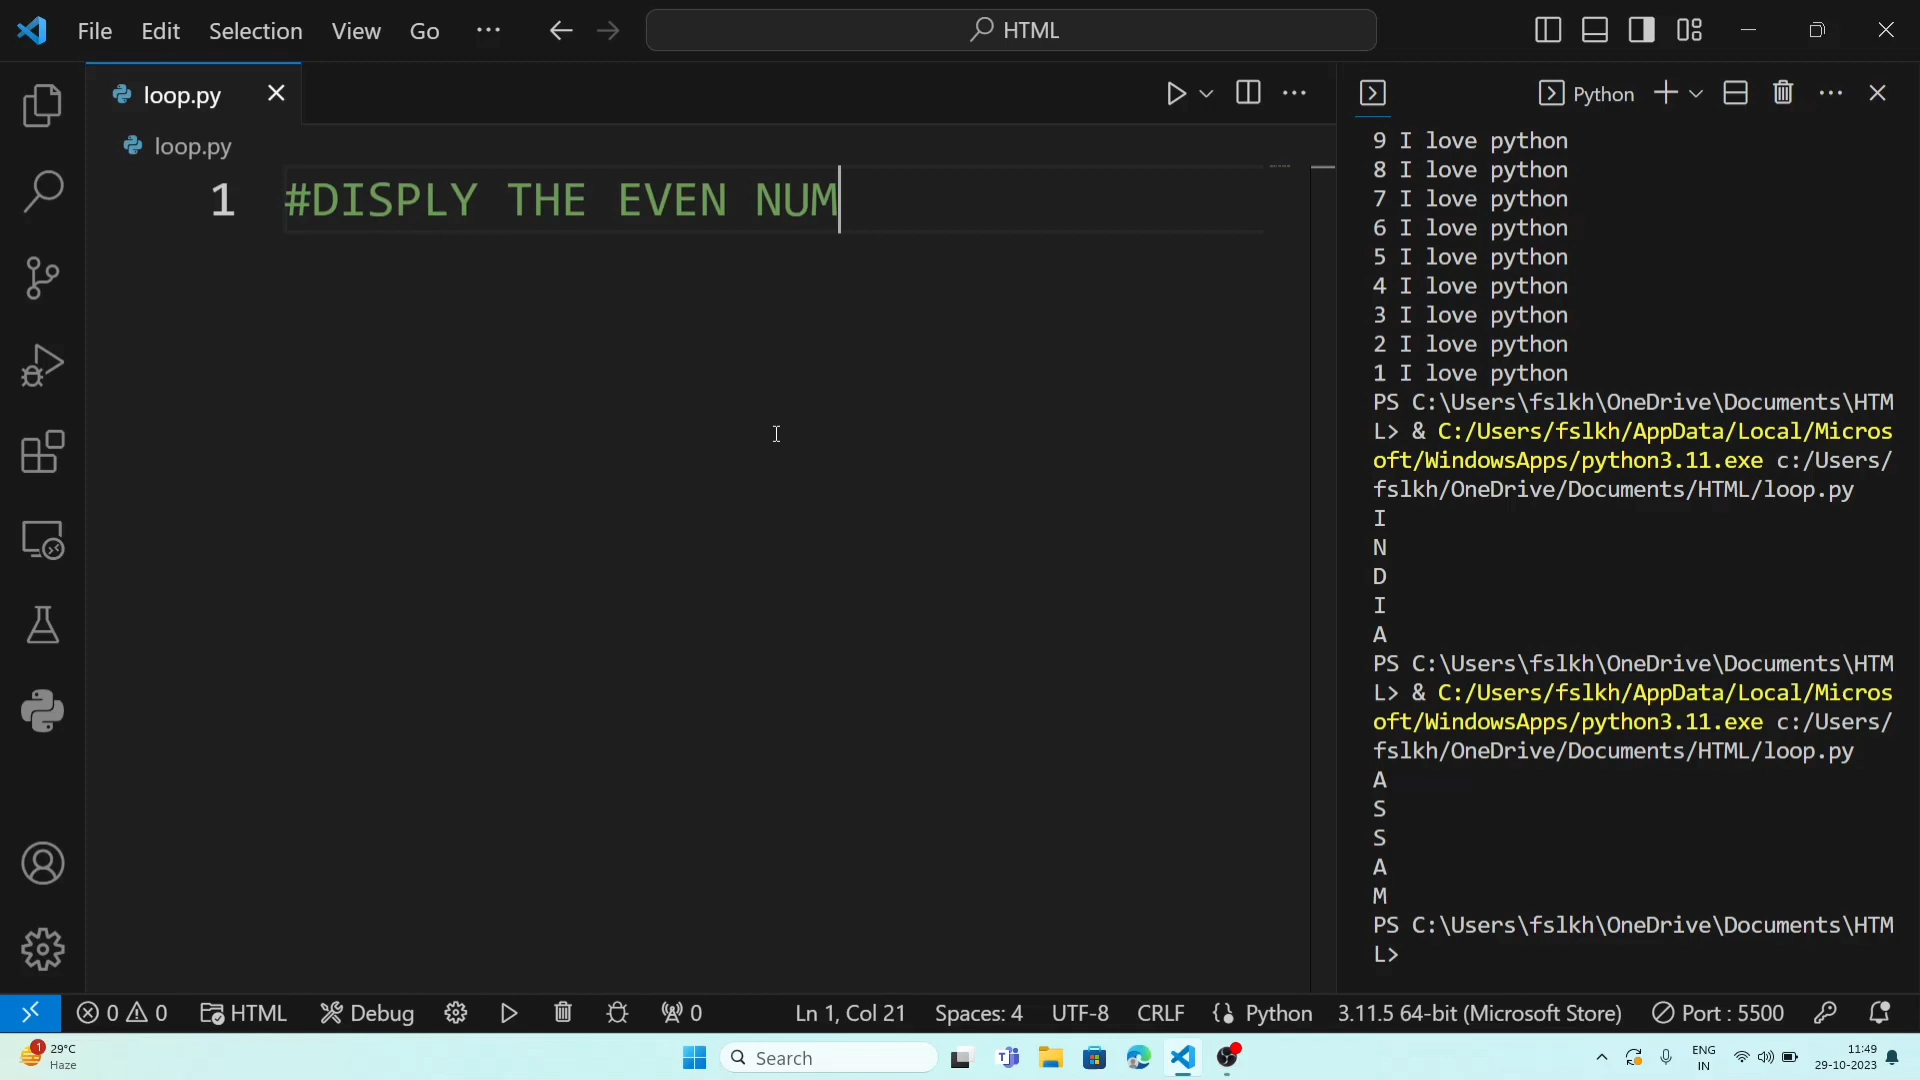 File Edit Selection View Go ··· HTML
loop.py
Python
loop.py
1 #DISPLY THE EVEN NUM
9 I love python
8 I love python
7 I love python
6 I love python
5 I love python
4 I love python
3 I love python
2 I love python
1 I love python
PS C:\Users\fslkh\OneDrive\Documents\HTM
L> & C:/Users/fslkh/AppData/Local/Micros
oft/WindowsApps/python3.11.exe c:/Users/
fslkh/OneDrive/Documents/HTML/loop.py
I
N
D
I
A
PS C:\Users\fslkh\OneDrive\Documents\HTM
L> & C:/Users/fslkh/AppData/Local/Micros
oft/WindowsApps/python3.11.exe c:/Users/
fslkh/OneDrive/Documents/HTML/loop.py
A
S
S
A
M
PS C:\Users\fslkh\OneDrive\Documents\HTM
L>
0 0 HTML Debug 0 Ln 1, Col 21 Spaces: 4 UTF-8 CRLF Python 3.11.5 64-bit (Microsoft Store) Port : 5500
1 29°C
Haze
Search
ENG
IN
11:49
29-10-2023